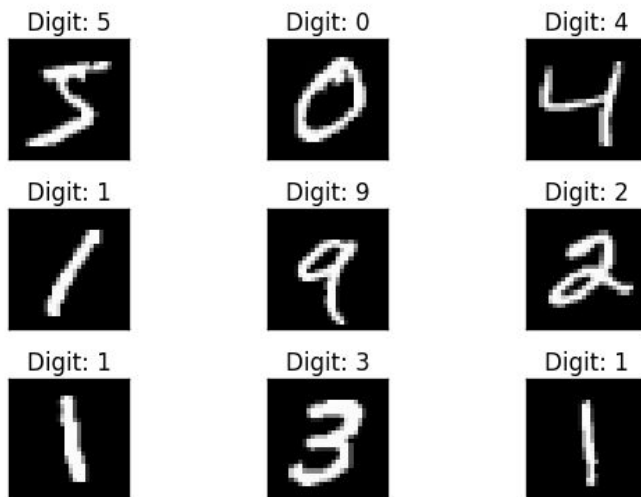 Digit: 5 Digit: 0 Digit: 4
5 0 4
Digit: 1 Digit: 9 Digit: 2
1 9 2
Digit: 1 Digit: 3 Digit: 1
1 3 1